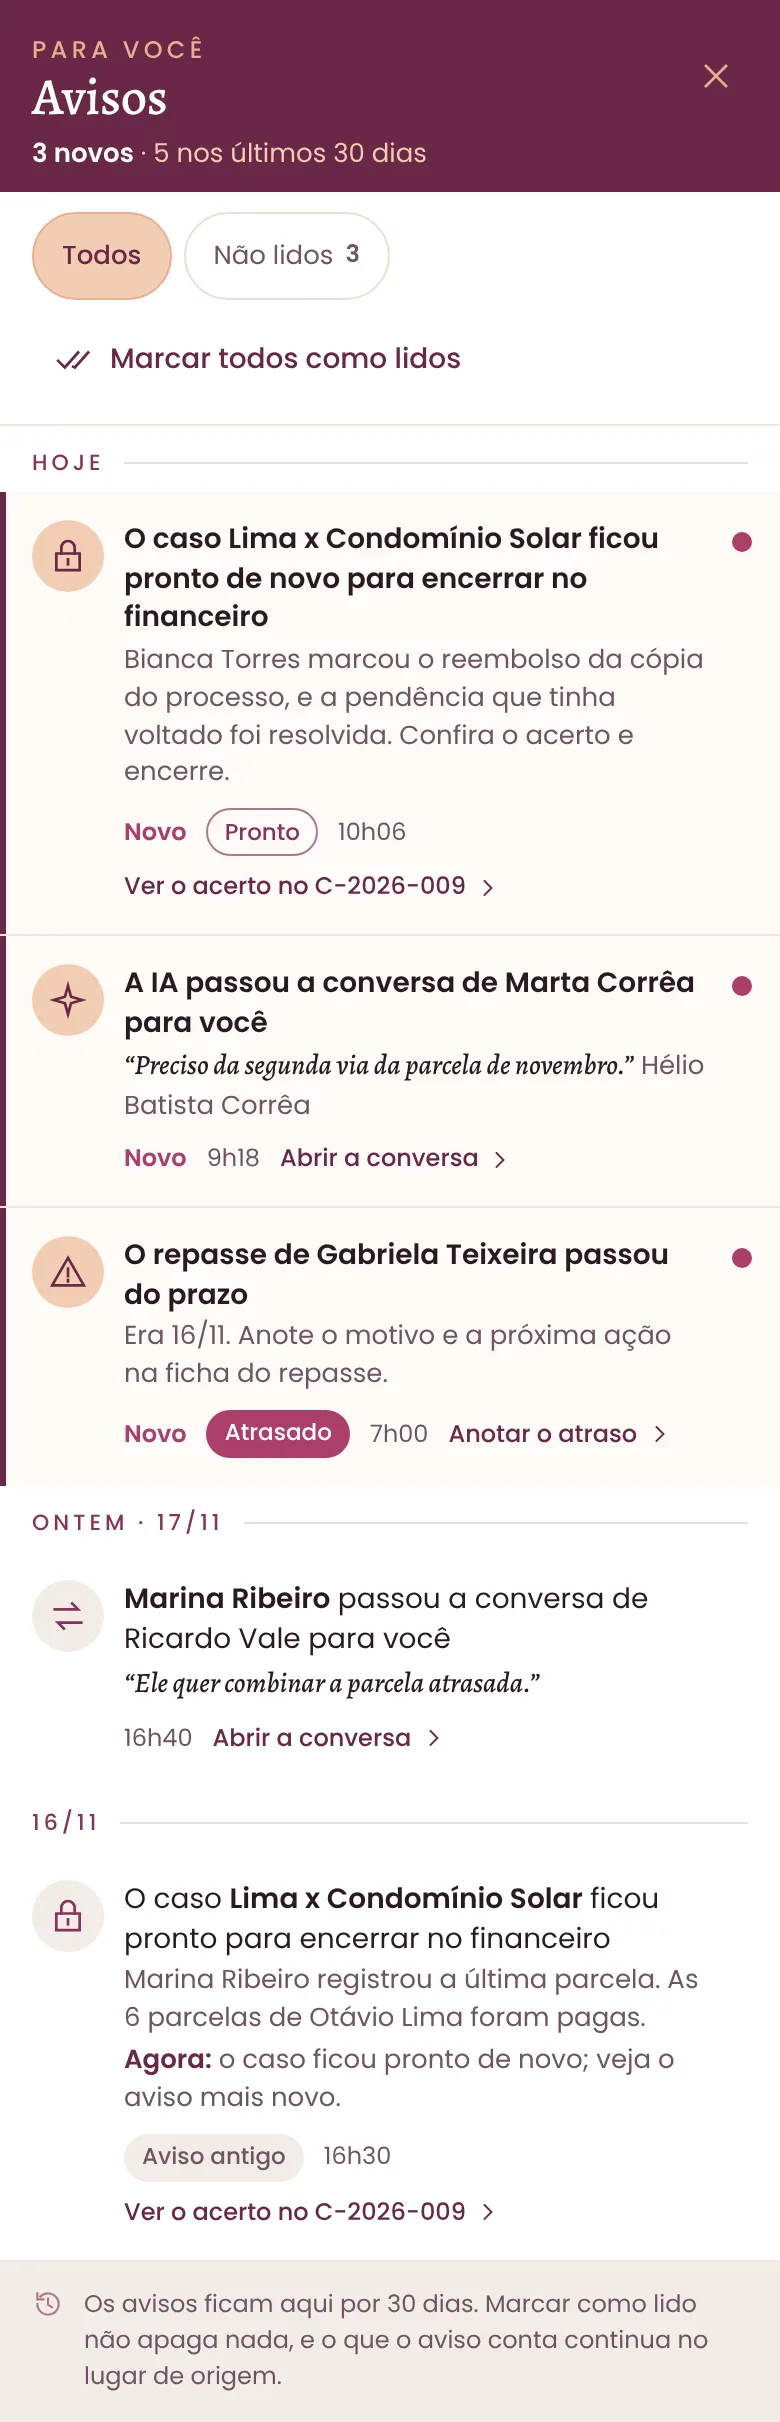 PARA VOCÊ
Avisos
3 novos · 5 nos últimos 30 dias
Todos
Não lidos 3
Marcar todos como lidos
HOJE
O caso Lima x Condomínio Solar ficou
pronto de novo para encerrar no
financeiro
Bianca Torres marcou o reembolso da cópia
do processo, e a pendência que tinha
voltado foi resolvida. Confira o acerto e
encerre.
Novo Pronto 10h06
Ver o acerto no C-2026-009
A IA passou a conversa de Marta Corrêa
para você
“Preciso da segunda via da parcela de novembro.” Hélio
Batista Corrêa
Novo 9h18 Abrir a conversa
O repasse de Gabriela Teixeira passou
do prazo
Era 16/11. Anote o motivo e a próxima ação
na ficha do repasse.
Novo Atrasado 7h00 Anotar o atraso
ONTEM · 17/11
Marina Ribeiro passou a conversa de
Ricardo Vale para você
“Ele quer combinar a parcela atrasada.”
16h40 Abrir a conversa
16/11
O caso Lima x Condomínio Solar ficou
pronto para encerrar no financeiro
Marina Ribeiro registrou a última parcela. As
6 parcelas de Otávio Lima foram pagas.
Agora: o caso ficou pronto de novo; veja o
aviso mais novo.
Aviso antigo 16h30
Ver o acerto no C-2026-009
Os avisos ficam aqui por 30 dias. Marcar como lido
não apaga nada, e o que o aviso conta continua no
lugar de origem.